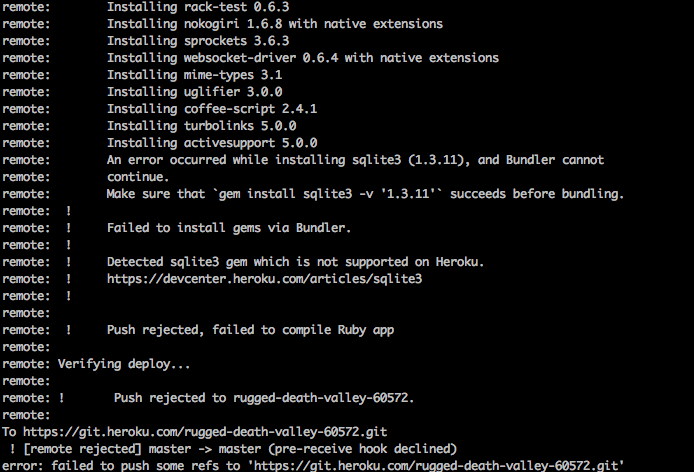 remote:        Installing rack-test 0.6.3
remote:        Installing nokogiri 1.6.8 with native extensions
remote:        Installing sprockets 3.6.3
remote:        Installing websocket-driver 0.6.4 with native extensions
remote:        Installing mime-types 3.1
remote:        Installing uglifier 3.0.0
remote:        Installing coffee-script 2.4.1
remote:        Installing turbolinks 5.0.0
remote:        Installing activesupport 5.0.0
remote:        An error occurred while installing sqlite3 (1.3.11), and Bundler cannot
remote:        continue.
remote:        Make sure that `gem install sqlite3 -v '1.3.11'` succeeds before bundling.
remote:  !
remote:  !     Failed to install gems via Bundler.
remote:  !
remote:  !     Detected sqlite3 gem which is not supported on Heroku.
remote:  !     https://devcenter.heroku.com/articles/sqlite3
remote:  !
remote:
remote:  !     Push rejected, failed to compile Ruby app
remote:
remote: Verifying deploy...
remote:
remote: !       Push rejected to rugged-death-valley-60572.
remote:
To https://git.heroku.com/rugged-death-valley-60572.git
 ! [remote rejected] master -> master (pre-receive hook declined)
error: failed to push some refs to 'https://git.heroku.com/rugged-death-valley-60572.git'